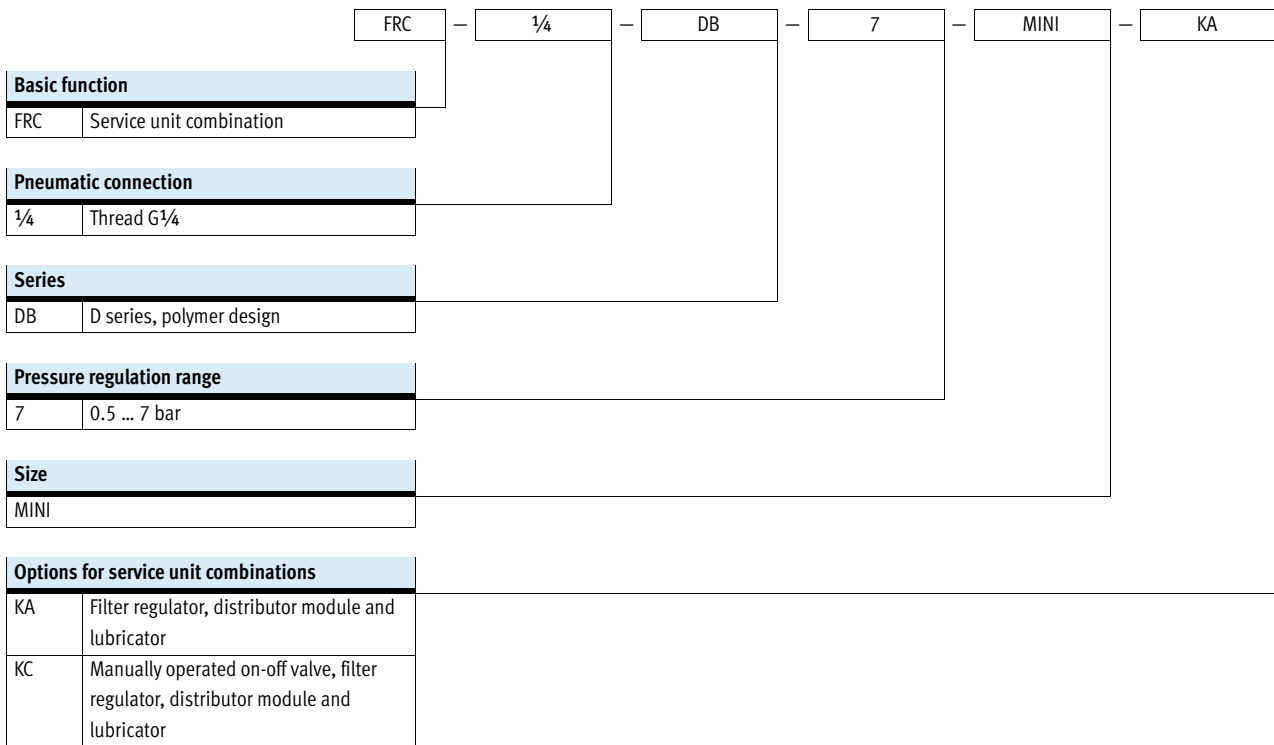 FRC – ¼ – DB – 7 – MINI – KA
Basic function
FRC Service unit combination
Pneumatic connection
¼ Thread G¼
Series
DB D series, polymer design
Pressure regulation range
7 0.5 ... 7 bar
Size
MINI
Options for service unit combinations
KA Filter regulator, distributor module and
lubricator
KC Manually operated on-off valve, filter
regulator, distributor module and
lubricator